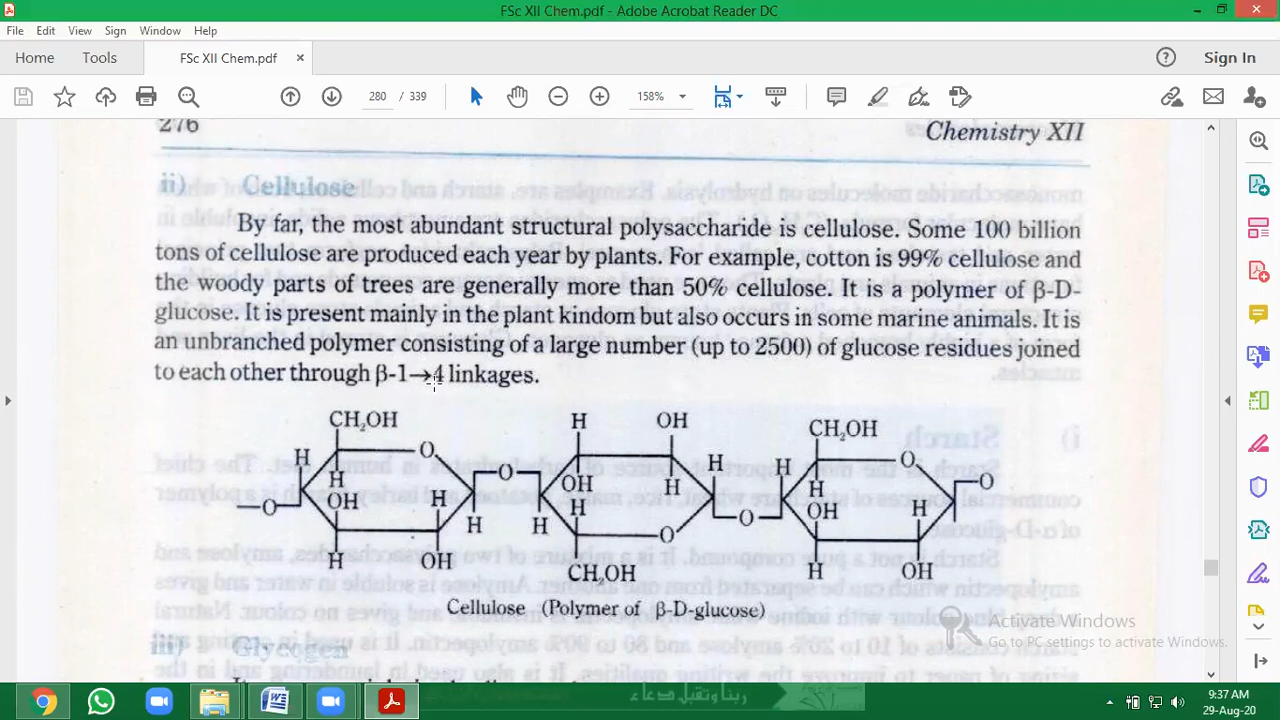 FSc XII Chem.pdf - Adobe Acrobat Reader DC
File Edit View Sign Window Help
Home Tools FSc XII Chem.pdf × Sign In
280 / 339 158%
276 Chemistry XII
ii) Cellulose
By far, the most abundant structural polysaccharide is cellulose. Some 100 billion
tons of cellulose are produced each year by plants. For example, cotton is 99% cellulose and
the woody parts of trees are generally more than 50% cellulose. It is a polymer of β-D-
glucose. It is present mainly in the plant kindom but also occurs in some marine animals. It is
an unbranched polymer consisting of a large number (up to 2500) of glucose residues joined
to each other through β-1→4 linkages.
CH₂OH H OH CH₂OH
H O H H O
H O O
OH H OH H OH H
O H H H O
O
H OH CH₂OH H OH
Cellulose (Polymer of β-D-glucose)
Activate Windows
Go to PC settings to activate Windows.
iii) Glycogen
ربنا وتقبل دعاء
9:37 AM
29-Aug-20